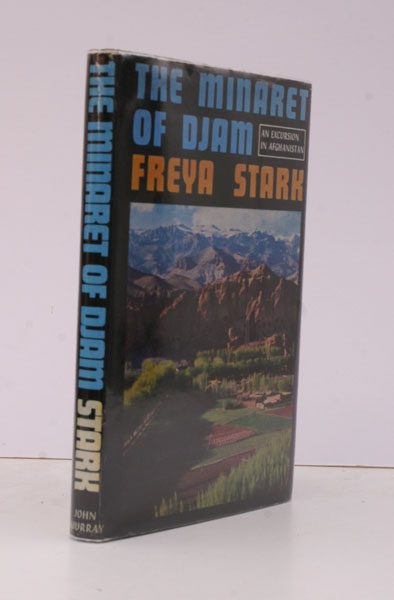 THE MINARET
OF DJAM
AN EXCURSION
IN AFGHANISTAN
FREYA STARK
THE MINARET OF DJAM STARK
JOHN
MURRAY